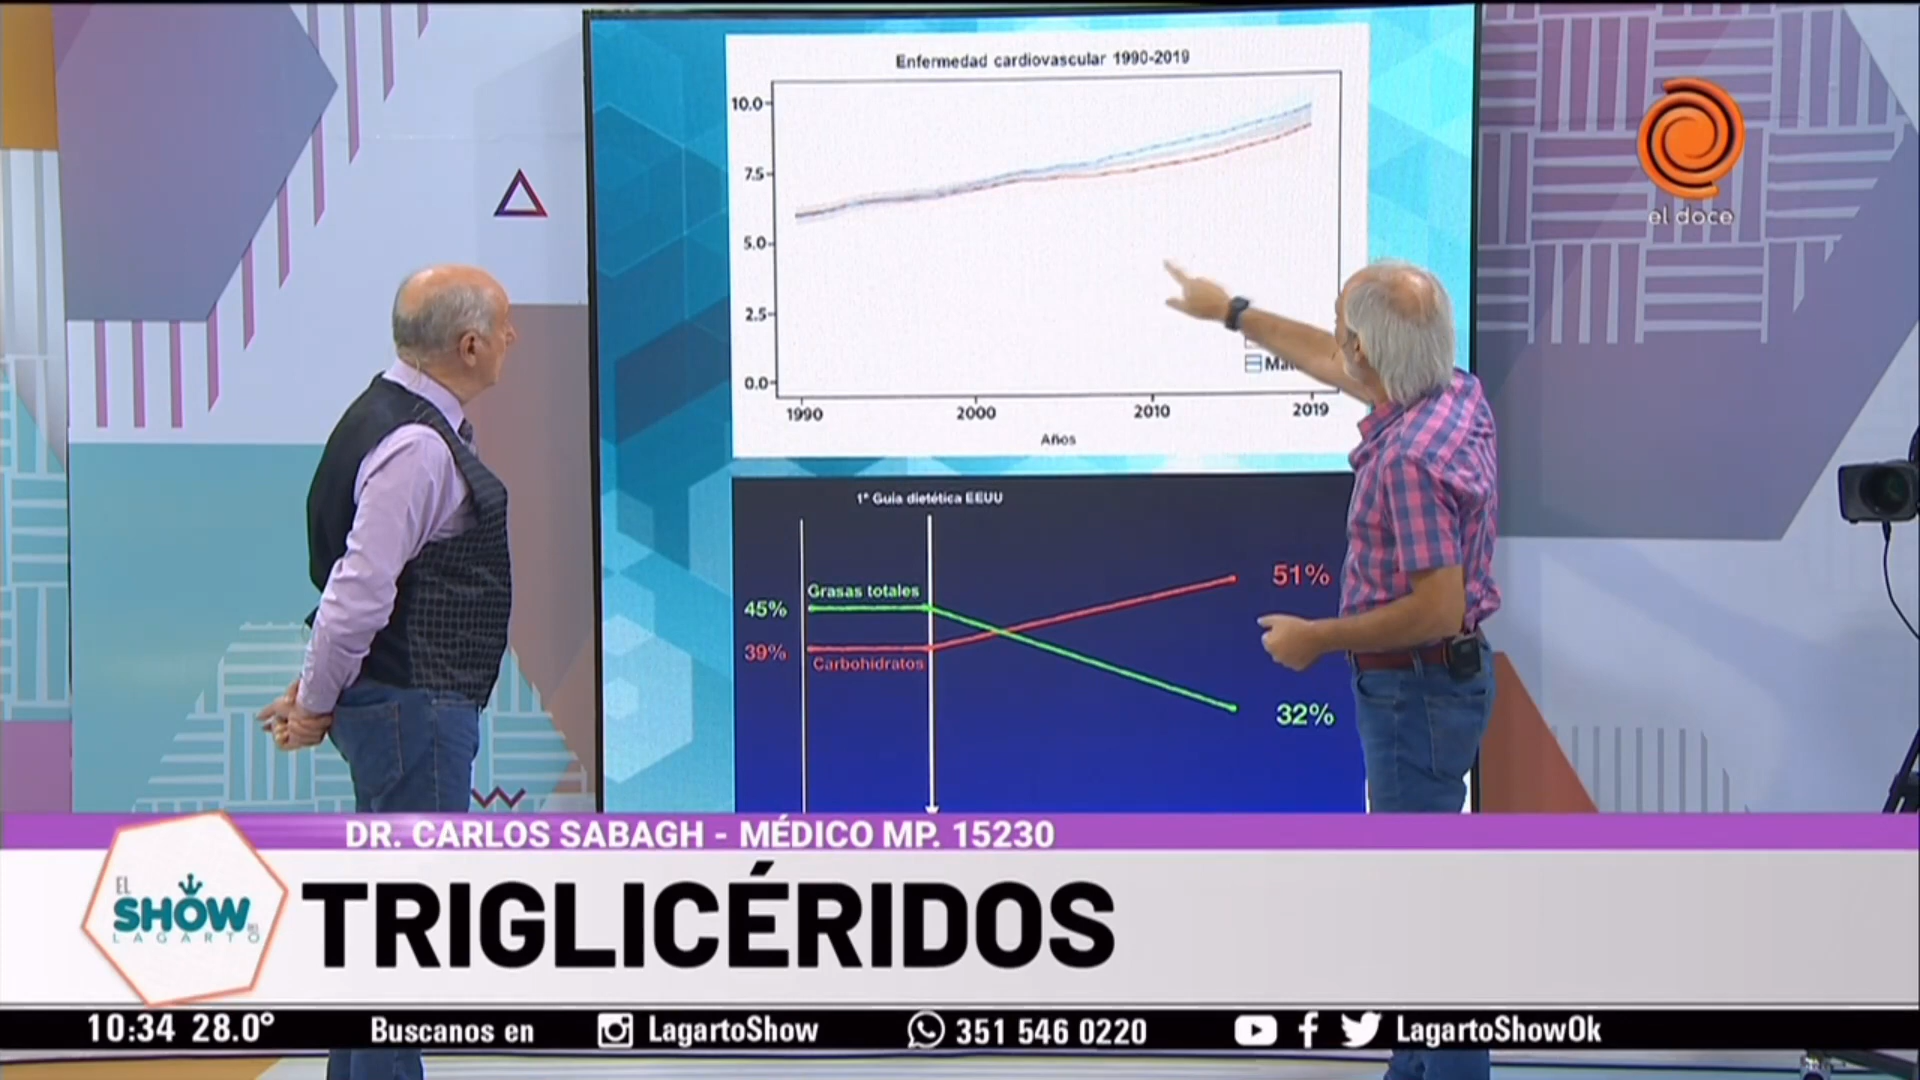 Enfermedad cardiovascular 1990-2019
10.0
7.5
5.0
2.5
0.0
1990 2000 2010 2019
Años
el doce
1ª Guía dietética EEUU
45% Grasas totales
39% Carbohidratos
51%
32%
DR. CARLOS SABAGH - MÉDICO MP. 15230
EL SHOW DEL LAGARTO
TRIGLICÉRIDOS
10:34 28.0° Buscanos en LagartoShow 351 546 0220 LagartoShowOk